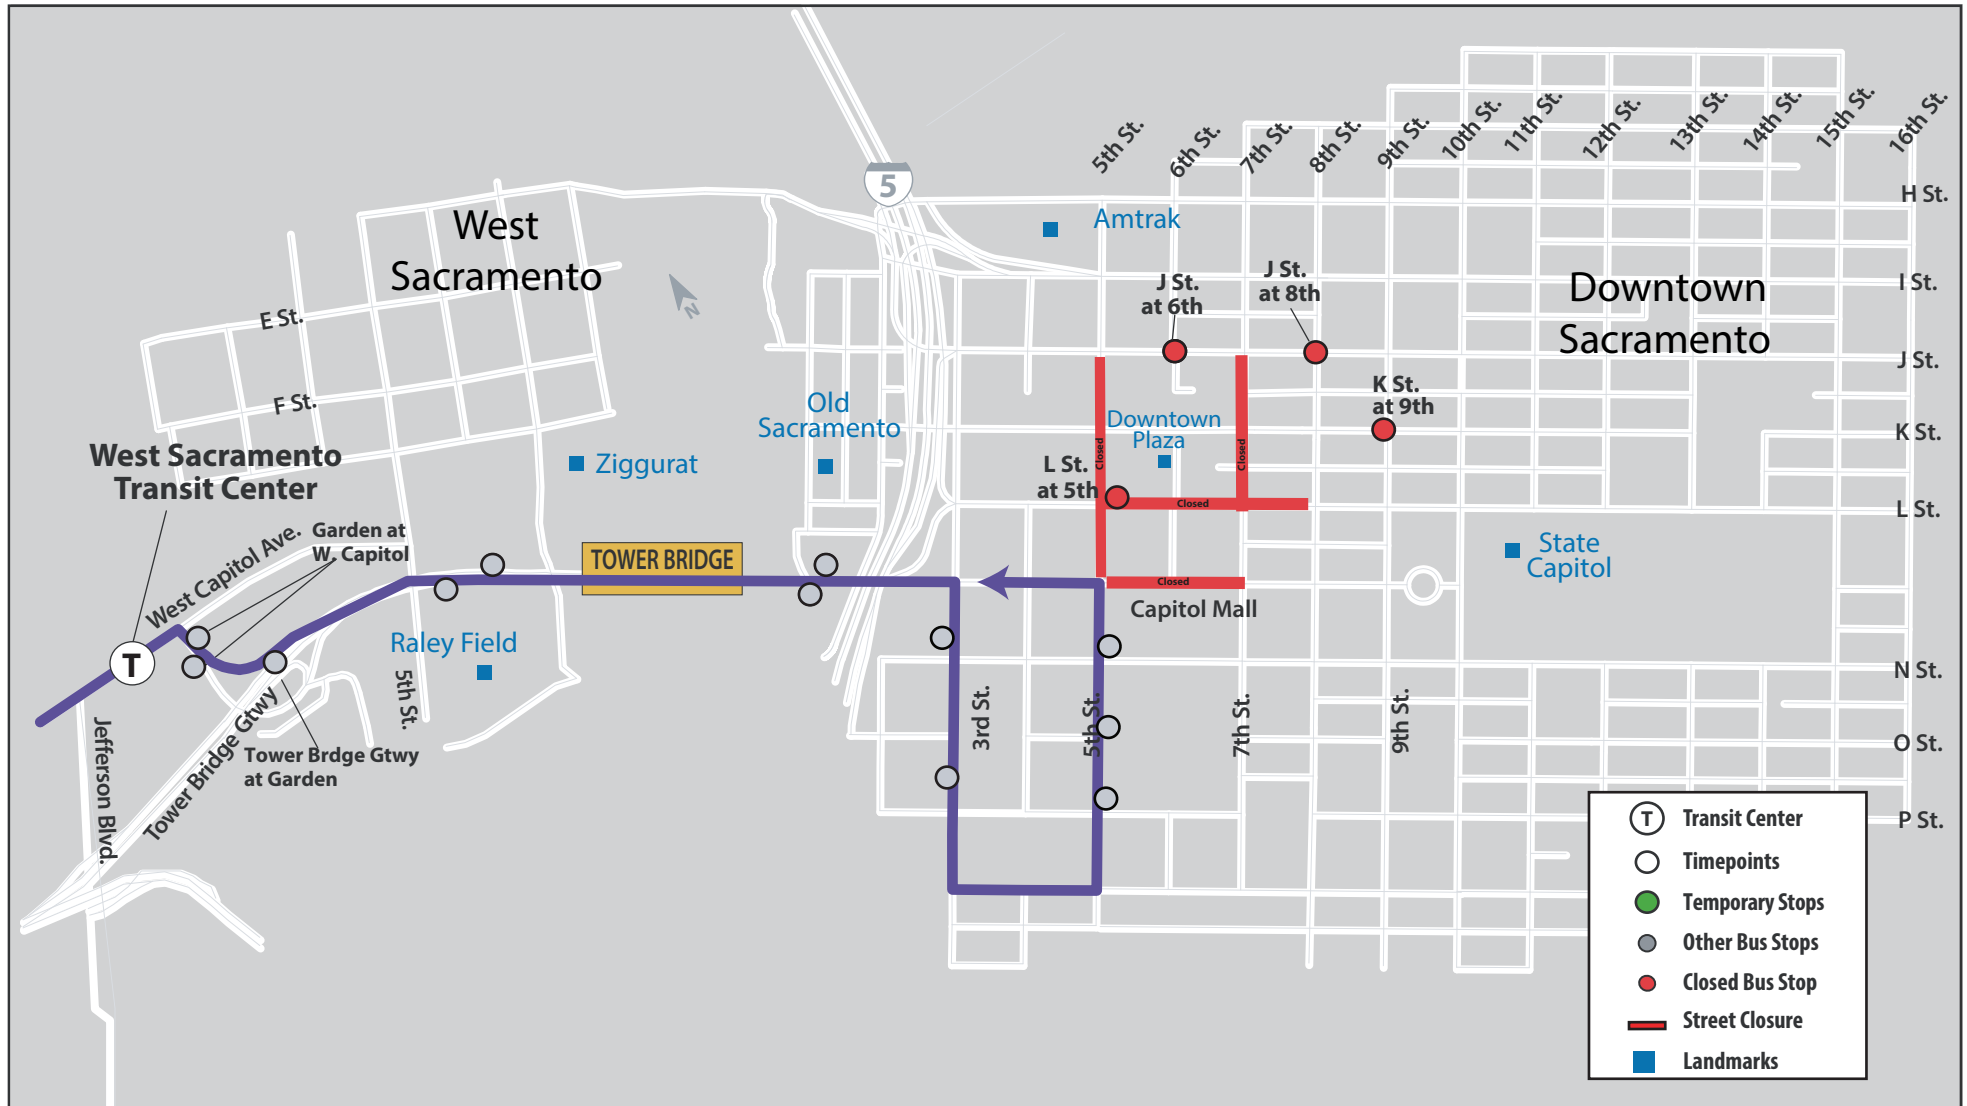 5th St.
6th St.
7th St.
8th St.
9th St.
10th St.
11th St.
12th St.
13th St.
14th St.
15th St.
16th St.
5
West
Sacramento
Amtrak
H St.
J St.
at 6th
J St.
at 8th
Downtown
Sacramento
I St.
N
E St.
F St.
J St.
K St.
at 9th
Old
Sacramento
Downtown
Plaza
K St.
Closed
Closed
West Sacramento
Transit Center
Ziggurat
L St.
at 5th
Closed
L St.
West Capitol Ave.
Garden at
W. Capitol
TOWER BRIDGE
State
Capitol
Closed
Capitol Mall
Raley Field
T
5th St.
N St.
3rd St.
5th St.
7th St.
9th St.
Jefferson Blvd.
Tower Bridge Gtwy
Tower Brdge Gtwy
at Garden
O St.
P St.
T Transit Center
Timepoints
Temporary Stops
Other Bus Stops
Closed Bus Stop
Street Closure
Landmarks